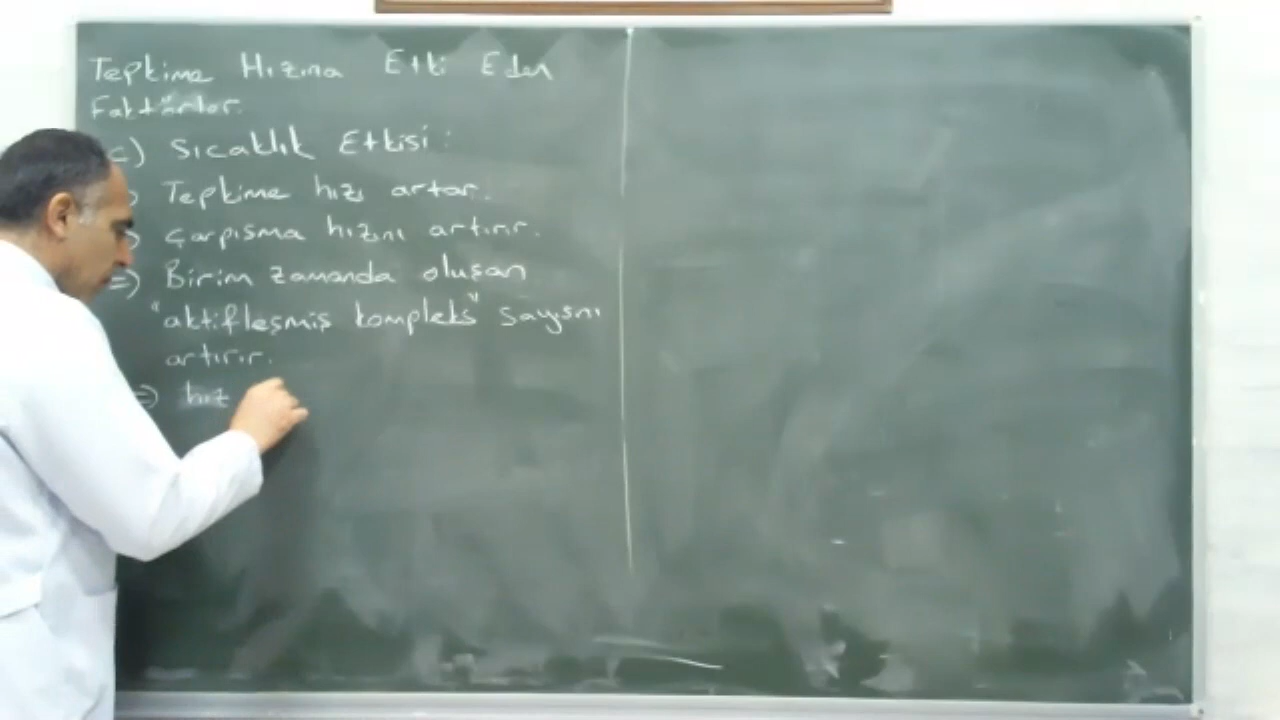 Tepkime Hızına Etki Eden
Faktörler.
c) Sıcaklık Etkisi:
Tepkime hızı artar.
Çarpışma hızını artırır.
=) Birim zamanda oluşan
"aktifleşmiş kompleks" sayısını
artırır.
=) hız